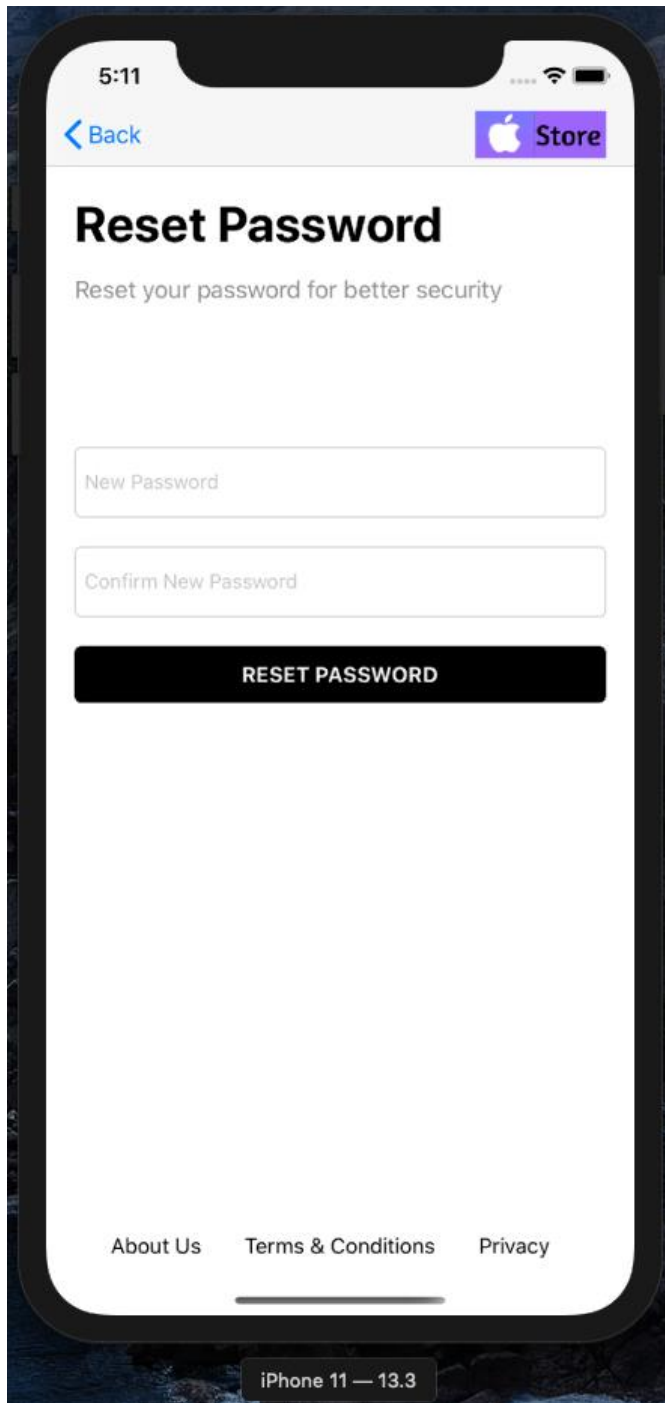 5:11
Back
Store
Reset Password
Reset your password for better security
New Password
Confirm New Password
RESET PASSWORD
About Us Terms & Conditions Privacy
iPhone 11 — 13.3